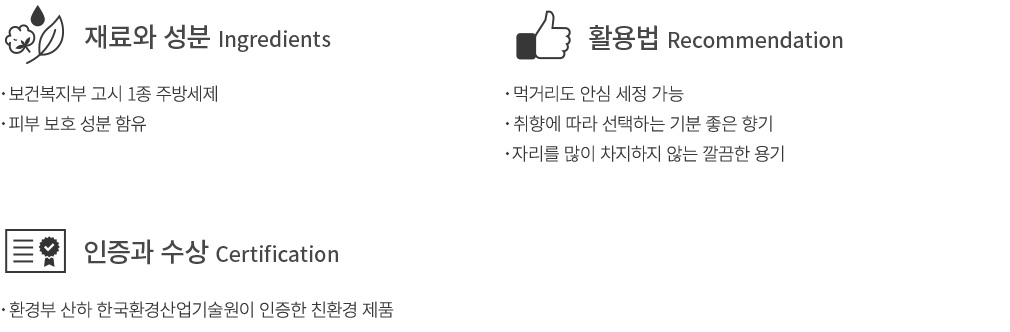 재료와 성분 Ingredients
· 보건복지부 고시 1종 주방세제
· 피부 보호 성분 함유
활용법 Recommendation
· 먹거리도 안심 세정 가능
· 취향에 따라 선택하는 기분 좋은 향기
· 자리를 많이 차지하지 않는 깔끔한 용기
인증과 수상 Certification
· 환경부 산하 한국환경산업기술원이 인증한 친환경 제품